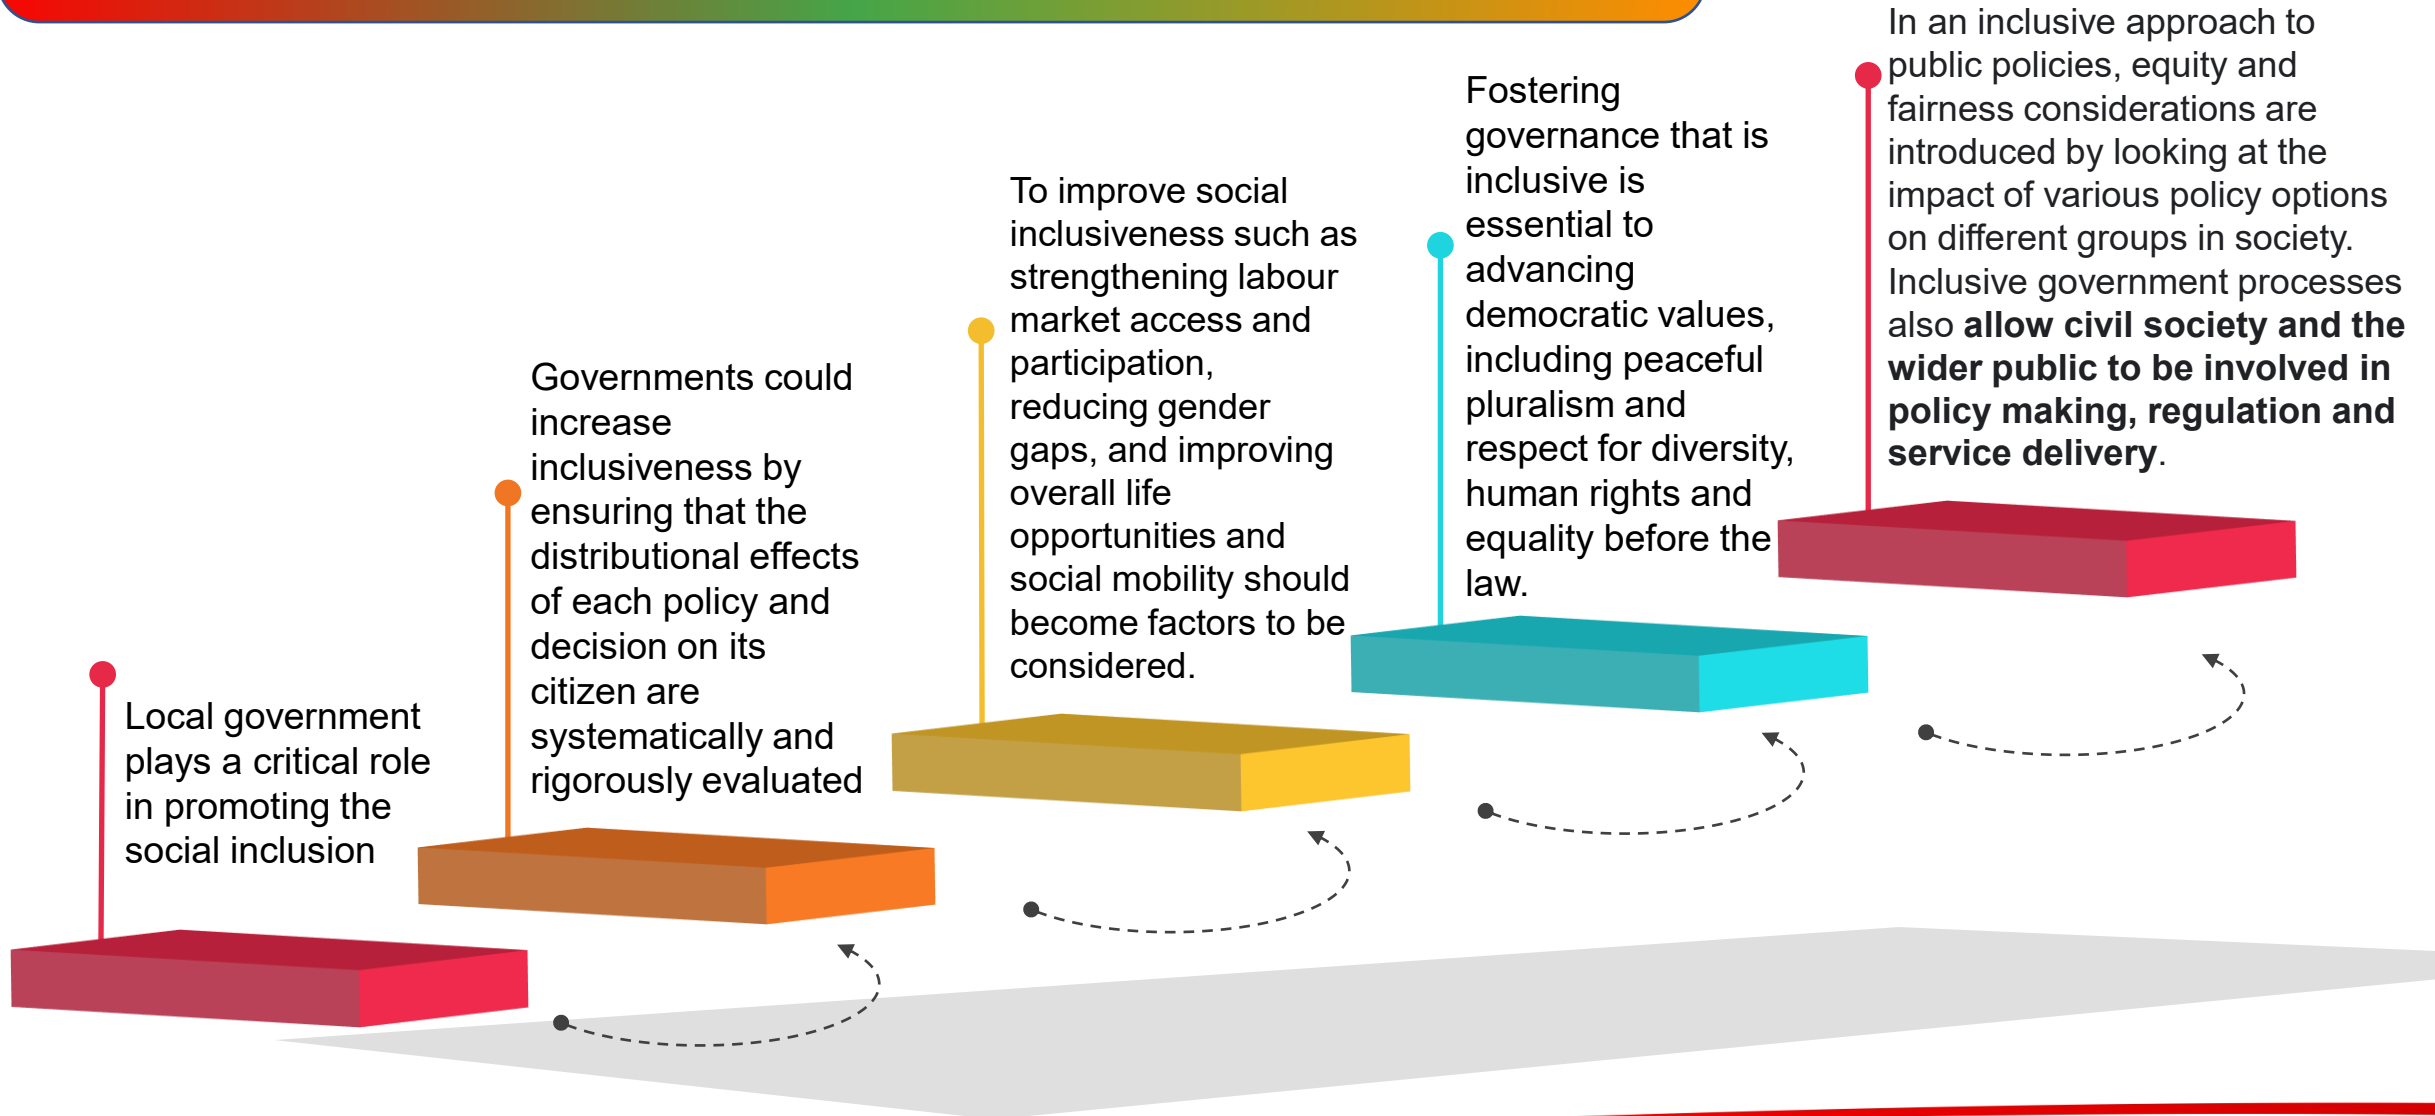 Local government
plays a critical role
in promoting the
social inclusion
Governments could
increase
inclusiveness by
ensuring that the
distributional effects
of each policy and
decision on its
citizen are
systematically and
rigorously evaluated
To improve social
inclusiveness such as
strengthening labour
market access and
participation,
reducing gender
gaps, and improving
overall life
opportunities and
social mobility should
become factors to be
considered.
Fostering
governance that is
inclusive is
essential to
advancing
democratic values,
including peaceful
pluralism and
respect for diversity,
human rights and
equality before the
law.
In an inclusive approach to
public policies, equity and
fairness considerations are
introduced by looking at the
impact of various policy options
on different groups in society.
Inclusive government processes
also allow civil society and the
wider public to be involved in
policy making, regulation and
service delivery.